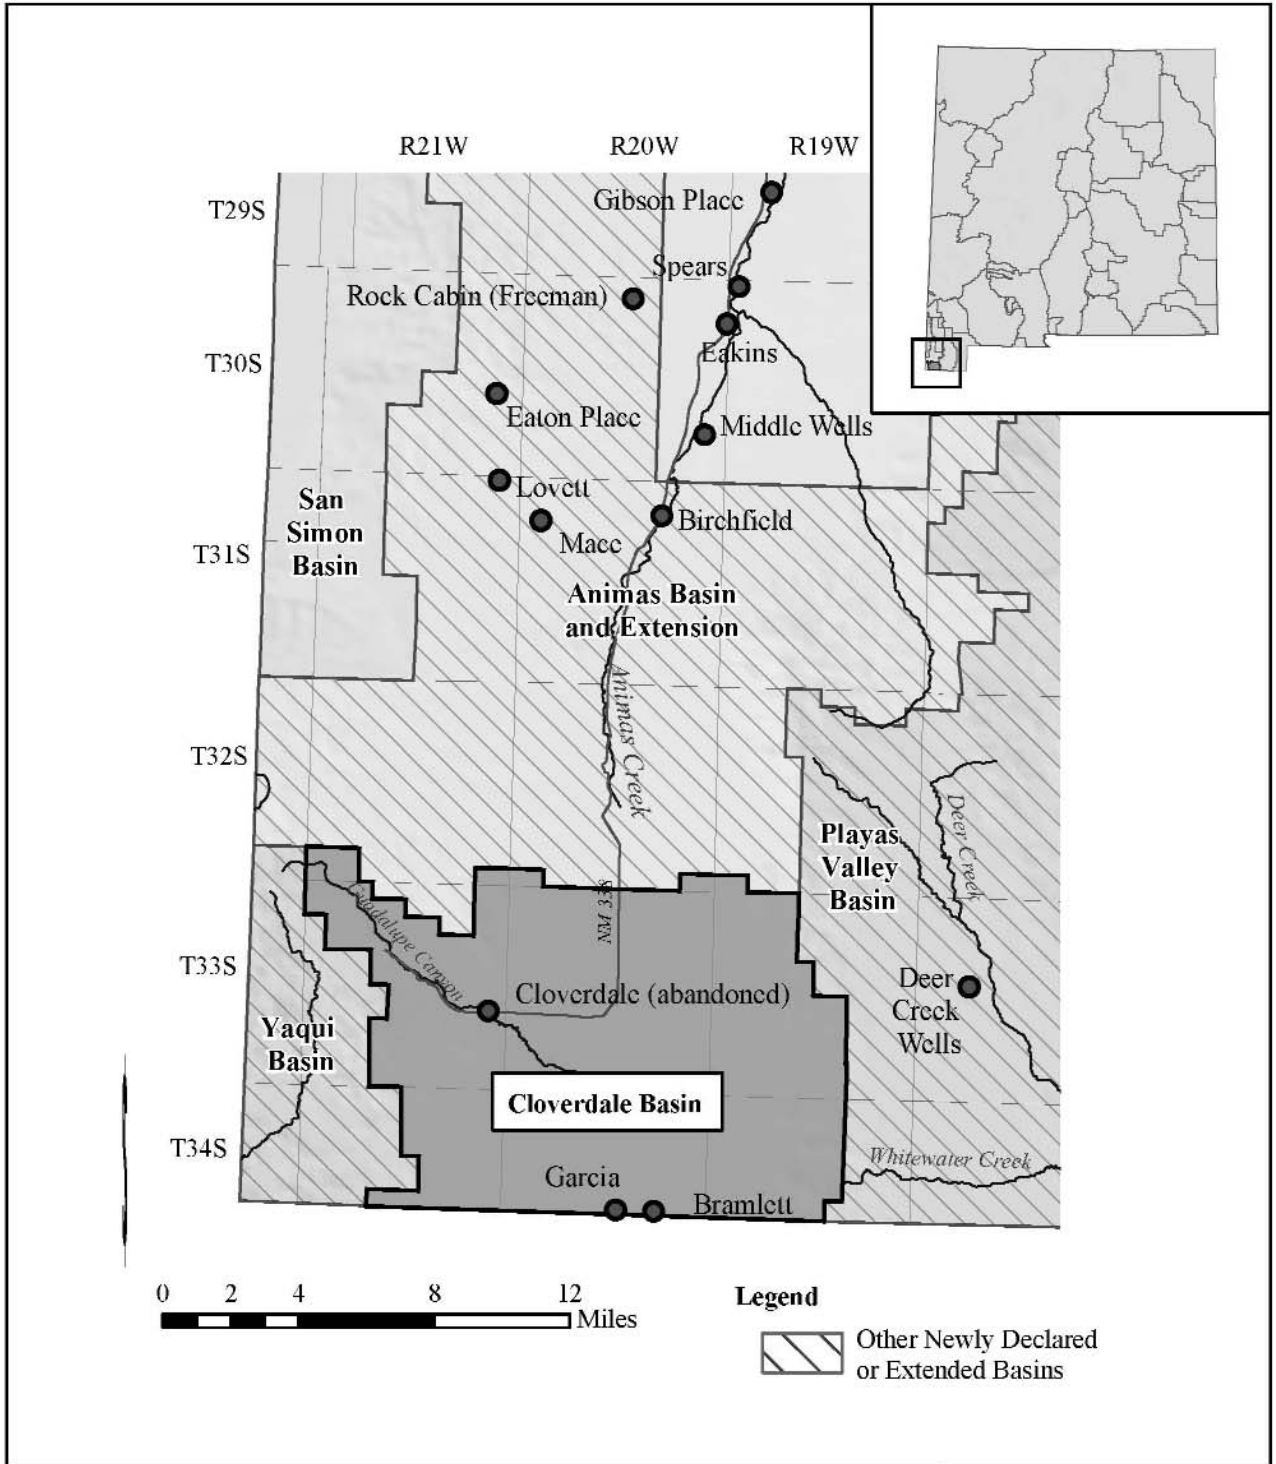 R21W
R20W
R19W
T29S
Gibson Place
Spears
Rock Cabin (Freeman)
Eakins
T30S
Eaton Place
Middle Wells
Lovett
San
Simon
Basin
Birchfield
Mace
T31S
Animas Basin
and Extension
Animas Creek
T32S
Playas
Valley
Basin
Deer Creek
Guadalupe Canyon
NM 338
T33S
Deer
Creek
Wells
Cloverdale (abandoned)
Yaqui
Basin
Cloverdale Basin
T34S
Whitewater Creek
Garcia
Bramlett
0
2
4
8
12
Miles
Legend
Other Newly Declared
or Extended Basins